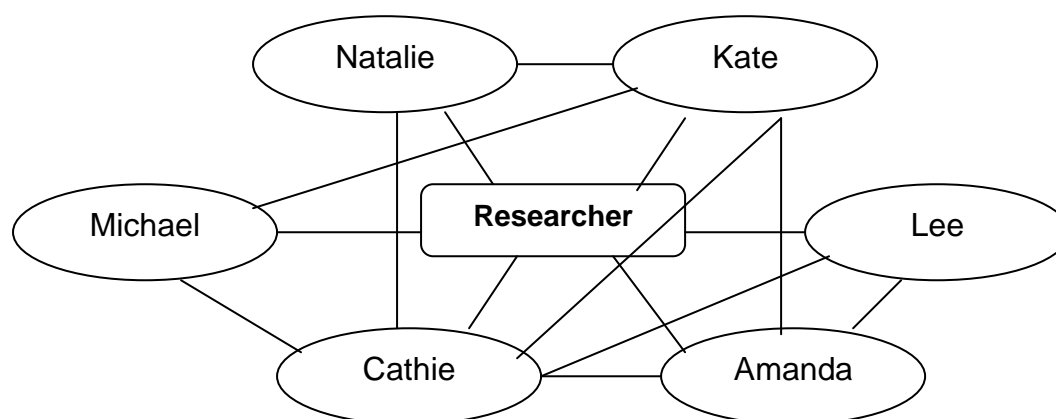 Natalie
Kate
Michael
Researcher
Lee
Cathie
Amanda